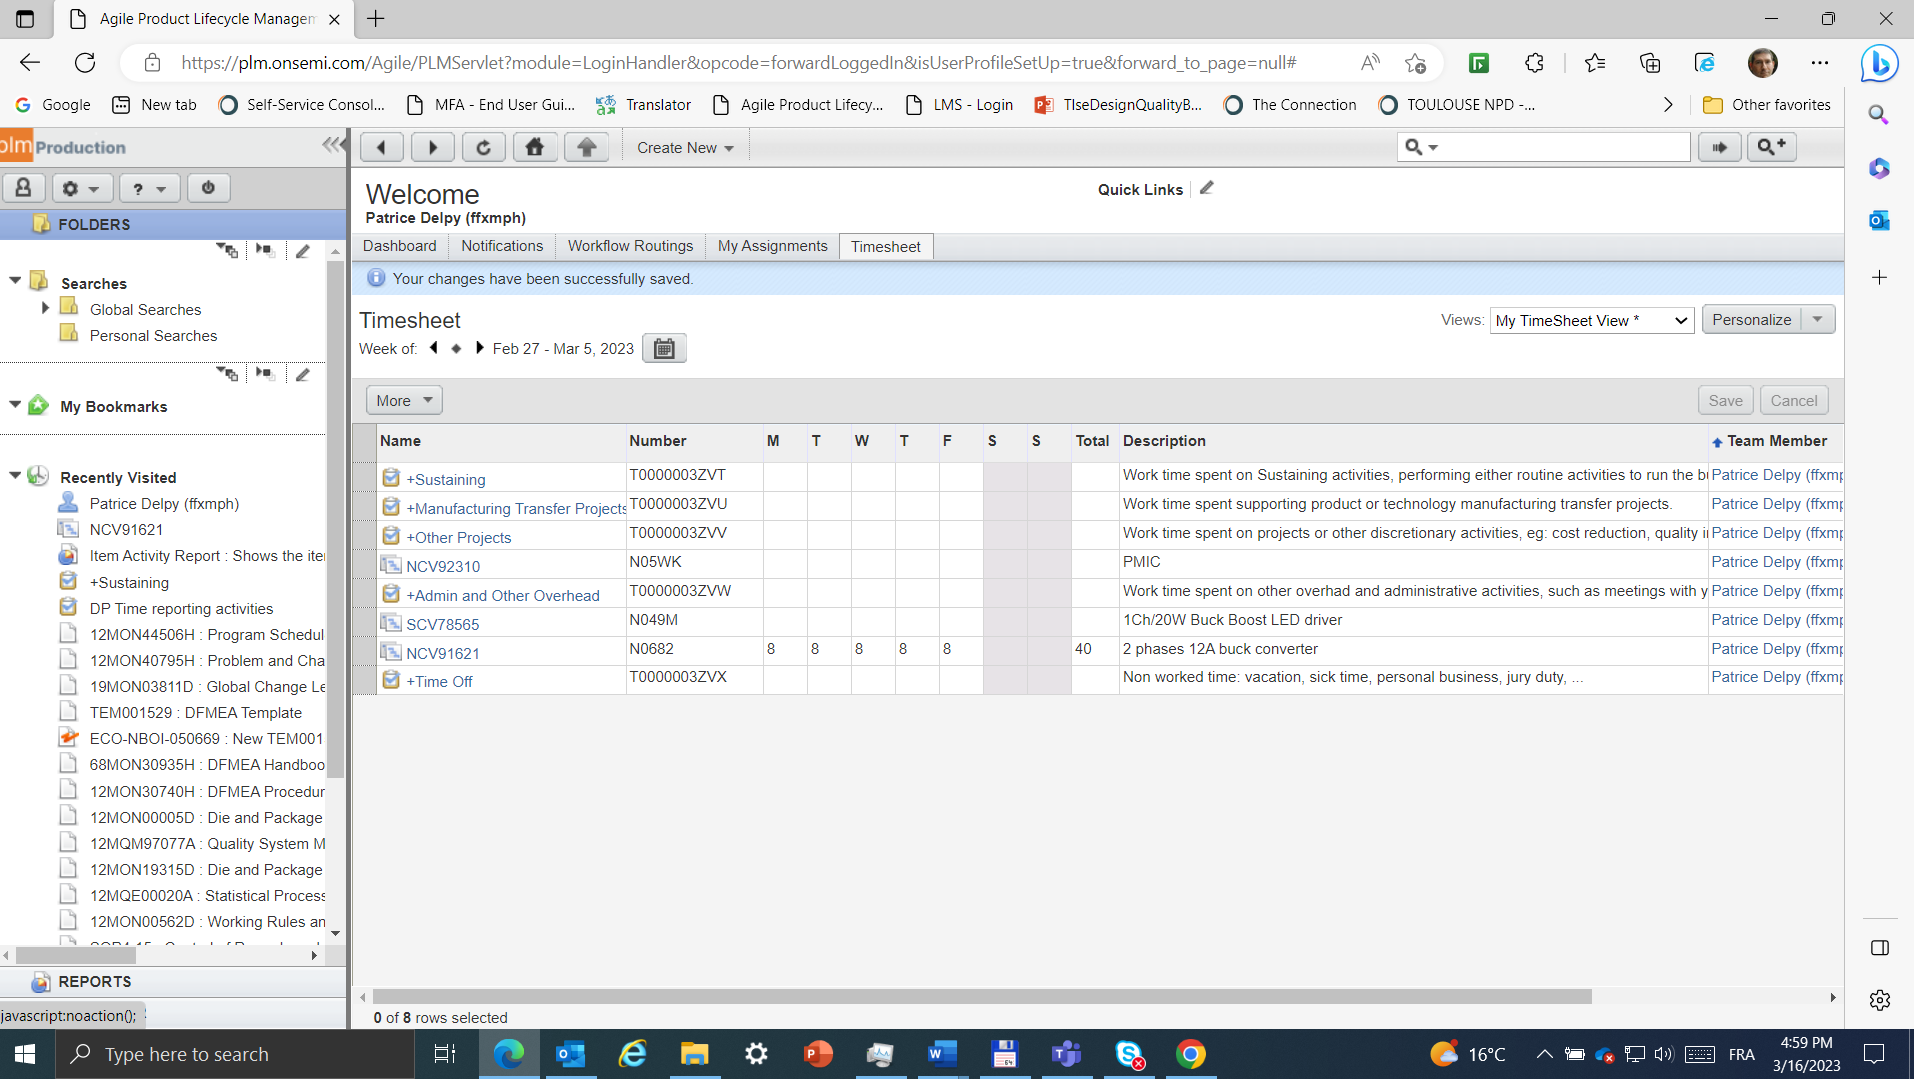 Agile Product Lifecycle Managem
https://plm.onsemi.com/Agile/PLMServlet?module=LoginHandler&opcode=forwardLoggedIn&isUserProfileSetUp=true&forward_to_page=null#
Google
New tab
Self-Service Consol...
MFA - End User Gui...
Translator
Agile Product Lifecy...
LMS - Login
TlseDesignQualityB...
The Connection
TOULOUSE NPD -...
Other favorites
plm Production
Create New
FOLDERS
Searches
Global Searches
Personal Searches
My Bookmarks
Recently Visited
Patrice Delpy (ffxmph)
NCV91621
Item Activity Report : Shows the iter
+Sustaining
DP Time reporting activities
12MON44506H : Program Schedul
12MON40795H : Problem and Cha
19MON03811D : Global Change Le
TEM001529 : DFMEA Template
ECO-NBOI-050669 : New TEM001
68MON30935H : DFMEA Handboo
12MON30740H : DFMEA Procedur
12MON00005D : Die and Package
12MQM97077A : Quality System M
12MON19315D : Die and Package
12MQE00020A : Statistical Process
12MON00562D : Working Rules an
REPORTS
javascript:noaction();
Welcome
Patrice Delpy (ffxmph)
Quick Links
Dashboard
Notifications
Workflow Routings
My Assignments
Timesheet
Your changes have been successfully saved.
Timesheet
Views: My TimeSheet View *
Personalize
Week of: Feb 27 - Mar 5, 2023
More
Save
Cancel
Name Number M T W T F S S Total Description Team Member
+Sustaining T0000003ZVT Work time spent on Sustaining activities, performing either routine activities to run the bu Patrice Delpy (ffxmp
+Manufacturing Transfer Projects T0000003ZVU Work time spent supporting product or technology manufacturing transfer projects. Patrice Delpy (ffxmp
+Other Projects T0000003ZVV Work time spent on projects or other discretionary activities, eg: cost reduction, quality i Patrice Delpy (ffxmp
NCV92310 N05WK PMIC Patrice Delpy (ffxmp
+Admin and Other Overhead T0000003ZVW Work time spent on other overhad and administrative activities, such as meetings with y Patrice Delpy (ffxmp
SCV78565 N049M 1Ch/20W Buck Boost LED driver Patrice Delpy (ffxmp
NCV91621 N0682 8 8 8 8 8 40 2 phases 12A buck converter Patrice Delpy (ffxmp
+Time Off T0000003ZVX Non worked time: vacation, sick time, personal business, jury duty, ... Patrice Delpy (ffxmp
0 of 8 rows selected
Type here to search
16°C
FRA
4:59 PM
3/16/2023